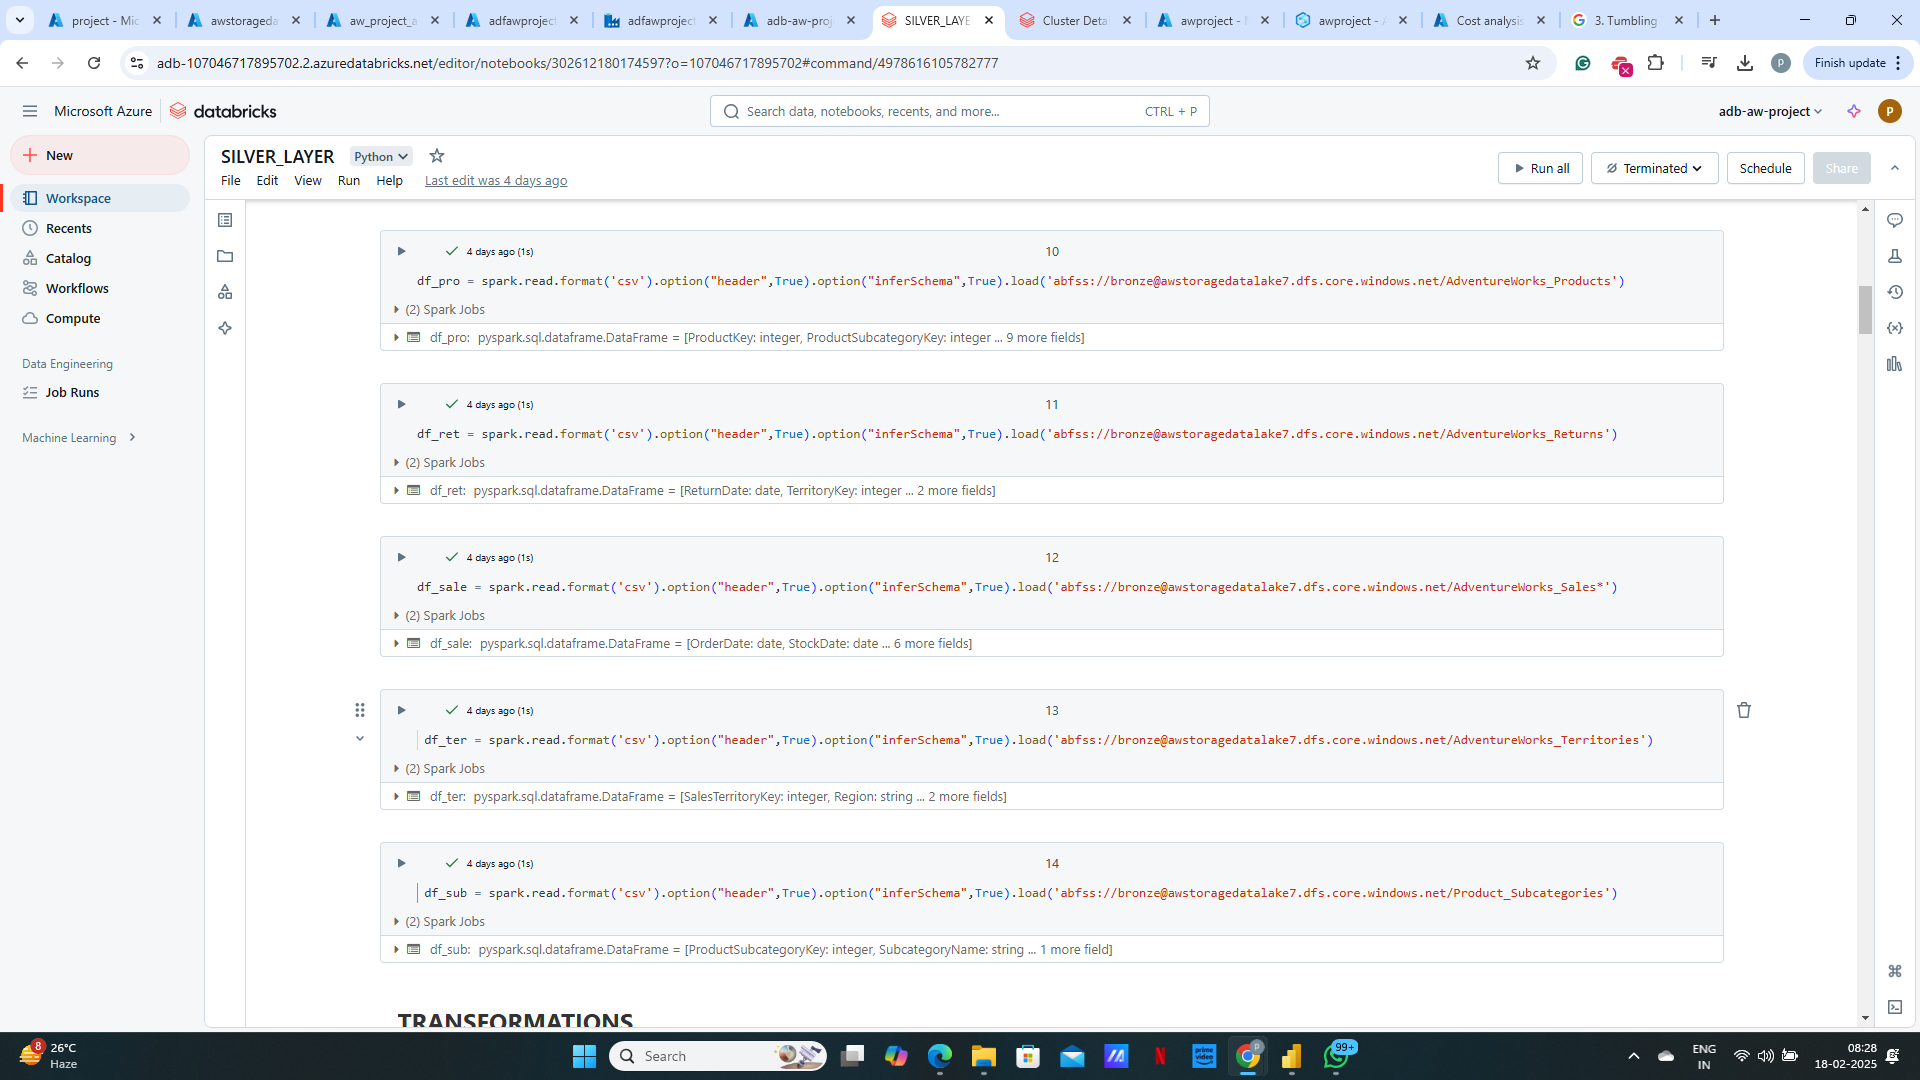 project - Mic
awstorageda
aw_project_a
adfawproject
adfawproject
adb-aw-proj
SILVER_LAYE
Cluster Detai
awproject - M
awproject - A
Cost analysis
3. Tumbling
adb-107046717895702.2.azuredatabricks.net/editor/notebooks/302612180174597?o=107046717895702#command/4978616105782777
P
Finish update
Microsoft Azure
databricks
Search data, notebooks, recents, and more...
CTRL + P
adb-aw-project
P
New
Workspace
Recents
Catalog
Workflows
Compute
Data Engineering
Job Runs
Machine Learning
SILVER_LAYER
Python
File Edit View Run Help
Last edit was 4 days ago
Run all
Terminated
Schedule
Share
4 days ago (1s)
10
df_pro = spark.read.format('csv').option("header",True).option("inferSchema",True).load('abfss://bronze@awstoragedatalake7.dfs.core.windows.net/AdventureWorks_Products')
(2) Spark Jobs
df_pro: pyspark.sql.dataframe.DataFrame = [ProductKey: integer, ProductSubcategoryKey: integer ... 9 more fields]
4 days ago (1s)
11
df_ret = spark.read.format('csv').option("header",True).option("inferSchema",True).load('abfss://bronze@awstoragedatalake7.dfs.core.windows.net/AdventureWorks_Returns')
(2) Spark Jobs
df_ret: pyspark.sql.dataframe.DataFrame = [ReturnDate: date, TerritoryKey: integer ... 2 more fields]
4 days ago (1s)
12
df_sale = spark.read.format('csv').option("header",True).option("inferSchema",True).load('abfss://bronze@awstoragedatalake7.dfs.core.windows.net/AdventureWorks_Sales*')
(2) Spark Jobs
df_sale: pyspark.sql.dataframe.DataFrame = [OrderDate: date, StockDate: date ... 6 more fields]
4 days ago (1s)
13
df_ter = spark.read.format('csv').option("header",True).option("inferSchema",True).load('abfss://bronze@awstoragedatalake7.dfs.core.windows.net/AdventureWorks_Territories')
(2) Spark Jobs
df_ter: pyspark.sql.dataframe.DataFrame = [SalesTerritoryKey: integer, Region: string ... 2 more fields]
4 days ago (1s)
14
df_sub = spark.read.format('csv').option("header",True).option("inferSchema",True).load('abfss://bronze@awstoragedatalake7.dfs.core.windows.net/Product_Subcategories')
(2) Spark Jobs
df_sub: pyspark.sql.dataframe.DataFrame = [ProductSubcategoryKey: integer, SubcategoryName: string ... 1 more field]
TRANSFORMATIONS
8
26°C
Haze
Search
prime video
99+
ENG
IN
08:28
18-02-2025